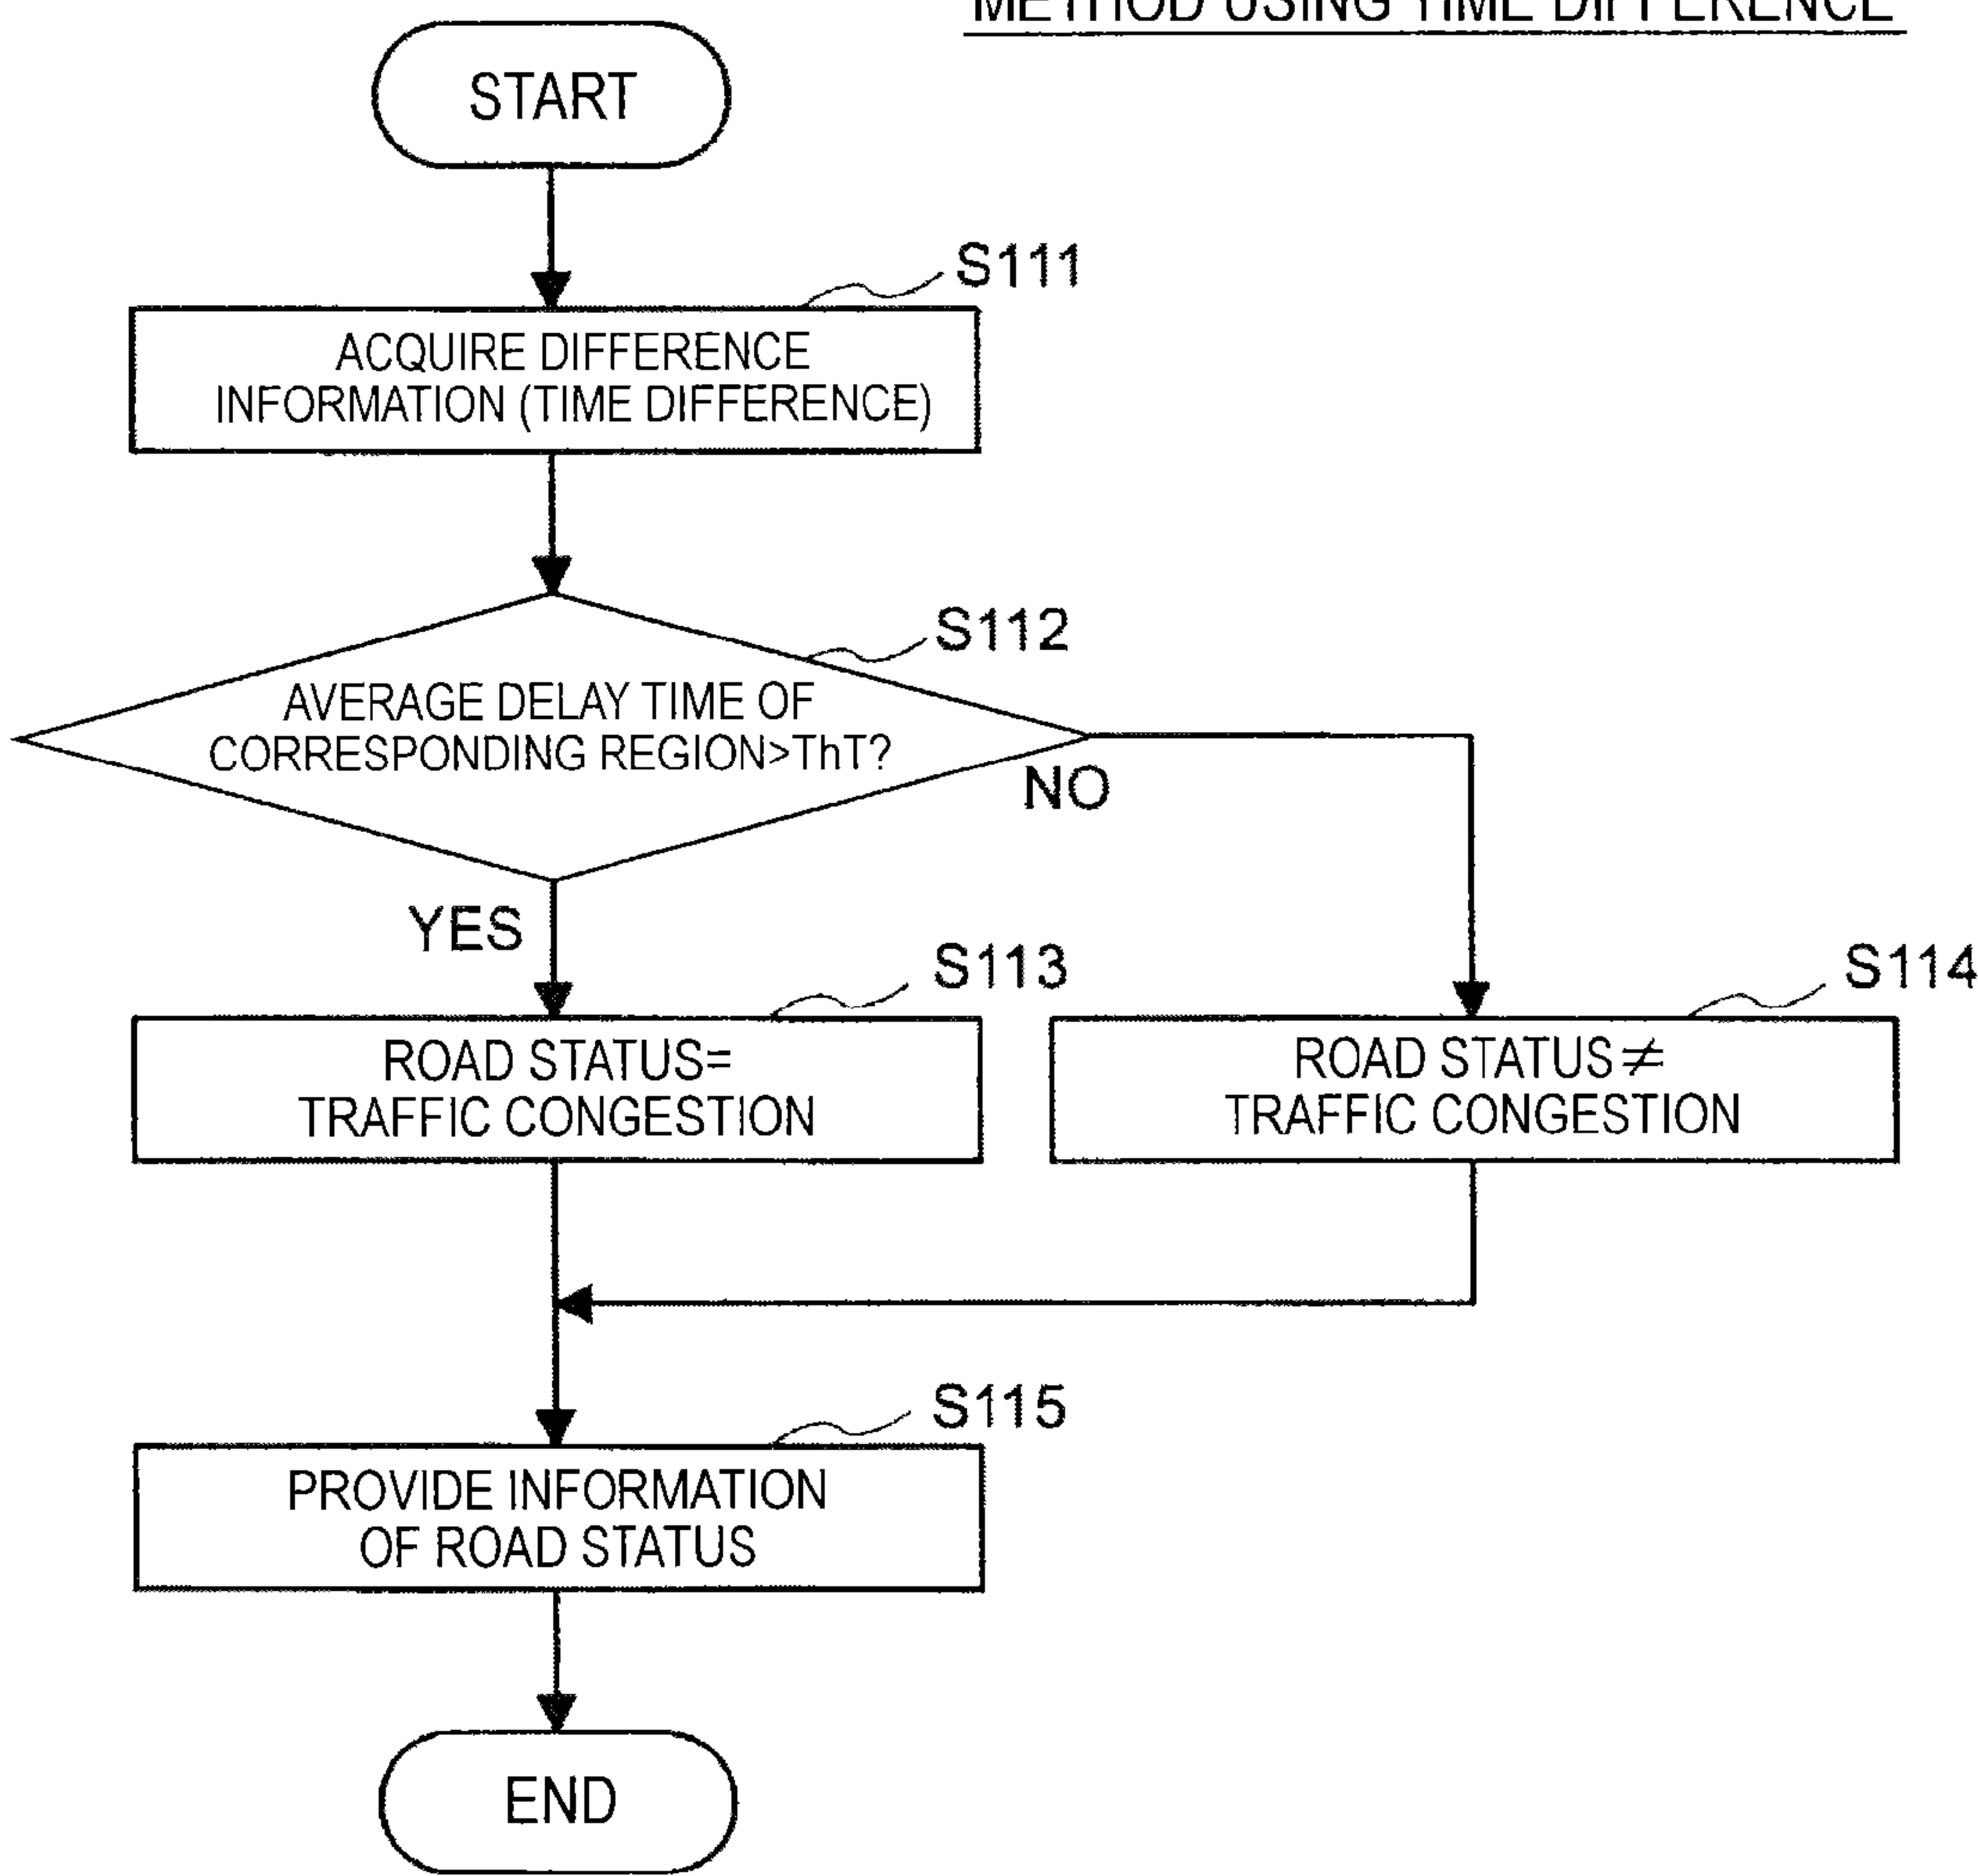 METHOD USING TIME DIFFERENCE
START
S111
ACQUIRE DIFFERENCE
INFORMATION (TIME DIFFERENCE)
S112
AVERAGE DELAY TIME OF
CORRESPONDING REGION>ThT?
NO
YES
S113
S114
ROAD STATUS=
TRAFFIC CONGESTION
ROAD STATUS≠
TRAFFIC CONGESTION
S115
PROVIDE INFORMATION
OF ROAD STATUS
END